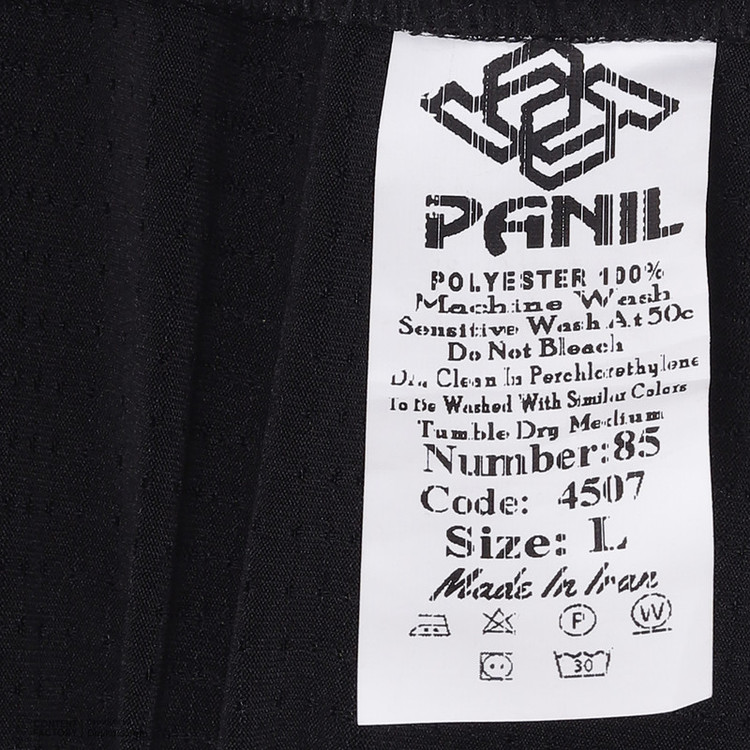 PANIL
POLYESTER 100%
Machine Wash
Sensitive Wash At 50c
Do Not Bleach
Dry Clean In Perchlorethylene
To Be Washed With Similar Colors
Tumble Dry Medium
Number:85
Code: 4507
Size: L
Made In Iran
P W
30